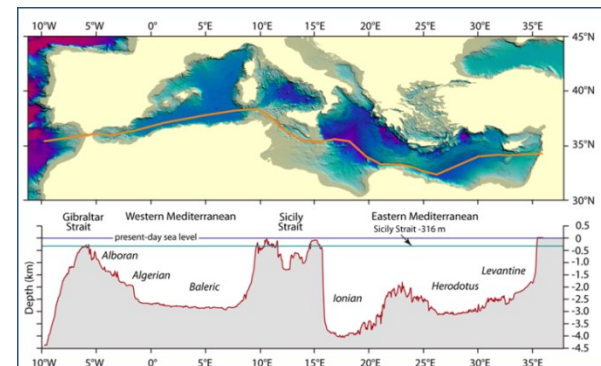 10°W 5°W 0° 5°E 10°E 15°E 20°E 25°E 30°E 35°E
45°N
40°N
35°N
30°N
Gibraltar Strait
Western Mediterranean
Sicily Strait
Eastern Mediterranean
Sicily Strait -316 m
present-day sea level
Alboran
Algerian
Baleric
Ionian
Herodotus
Levantine
Depth (km)
0.5
0
-0.5
-1.0
-1.5
-2.0
-2.5
-3.0
-3.5
-4.0
-4.5
10°W 5°W 0° 5°E 10°E 15°E 20°E 25°E 30°E 35°E